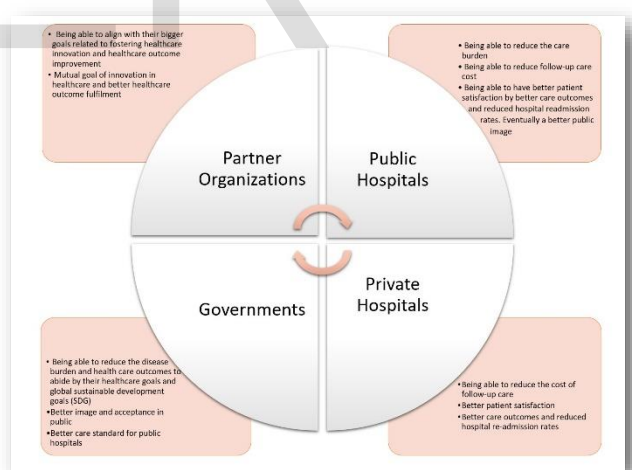 • Being able to align with their bigger
goals related to fostering healthcare
innovation and healthcare outcome
improvement
• Mutual goal of innovation in
healthcare and better healthcare
outcome fulfilment
• Being able to reduce the care
burden
• Being able to reduce follow-up care
cost
• Being able to have better patient
satisfaction by better care outcomes
and reduced hospital readmission
rates. Eventually a better public
image
Partner
Organizations
Public
Hospitals
Governments
Private
Hospitals
• Being able to reduce the disease
burden and health care outcomes to
abide by their healthcare goals and
global sustainable development
goals (SDG)
•Better image and acceptance in
public
•Better care standard for public
hospitals
•Being able to reduce the cost of
follow-up care
•Better patient satisfaction
•Better care outcomes and reduced
hospital re-admission rates